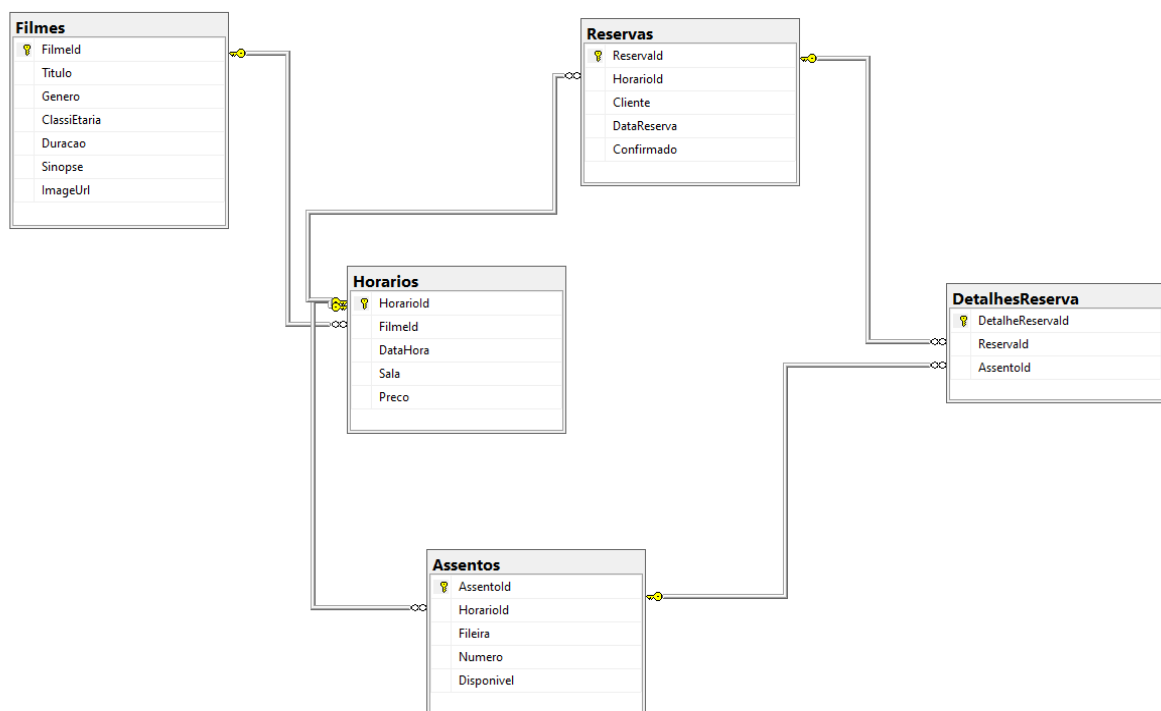 Filmes
FilmeId
Titulo
Genero
ClassiEtaria
Duracao
Sinopse
ImageUrl
Reservas
ReservaId
HorarioId
Cliente
DataReserva
Confirmado
Horarios
HorarioId
FilmeId
DataHora
Sala
Preco
DetalhesReserva
DetalheReservaId
ReservaId
AssentoId
Assentos
AssentoId
HorarioId
Fileira
Numero
Disponivel